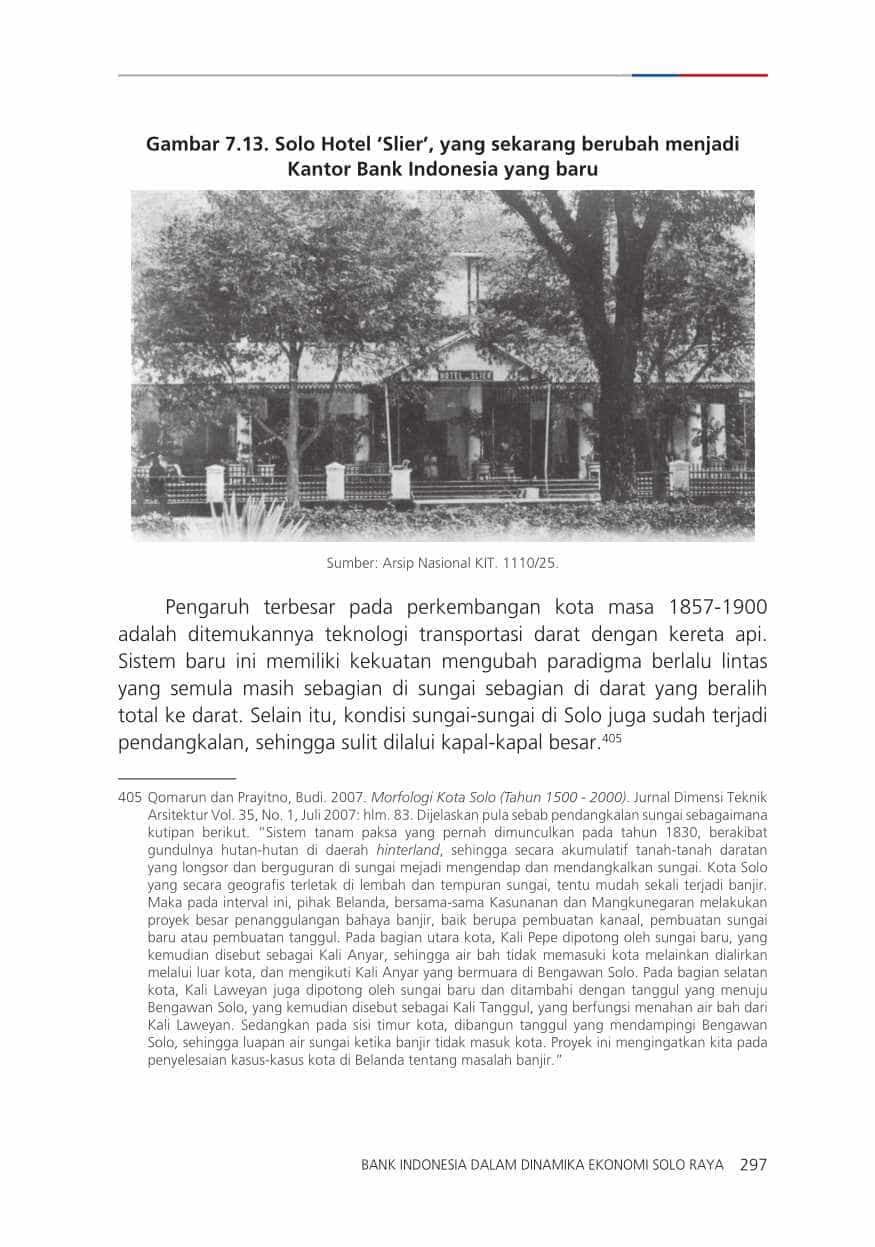 Gambar 7.13. Solo Hotel ‘Slier’, yang sekarang berubah menjadi
Kantor Bank Indonesia yang baru
HOTEL SLIER
Sumber: Arsip Nasional KIT. 1110/25.
Pengaruh terbesar pada perkembangan kota masa 1857-1900
adalah ditemukannya teknologi transportasi darat dengan kereta api.
Sistem baru ini memiliki kekuatan mengubah paradigma berlalu lintas
yang semula masih sebagian di sungai sebagian di darat yang beralih
total ke darat. Selain itu, kondisi sungai-sungai di Solo juga sudah terjadi
pendangkalan, sehingga sulit dilalui kapal-kapal besar.405
405 Qomarun dan Prayitno, Budi. 2007. Morfologi Kota Solo (Tahun 1500 - 2000). Jurnal Dimensi Teknik
Arsitektur Vol. 35, No. 1, Juli 2007: hlm. 83. Dijelaskan pula sebab pendangkalan sungai sebagaimana
kutipan berikut. “Sistem tanam paksa yang pernah dimunculkan pada tahun 1830, berakibat
gundulnya hutan-hutan di daerah hinterland, sehingga secara akumulatif tanah-tanah daratan
yang longsor dan berguguran di sungai mejadi mengendap dan mendangkalkan sungai. Kota Solo
yang secara geografis terletak di lembah dan tempuran sungai, tentu mudah sekali terjadi banjir.
Maka pada interval ini, pihak Belanda, bersama-sama Kasunanan dan Mangkunegaran melakukan
proyek besar penanggulangan bahaya banjir, baik berupa pembuatan kanaal, pembuatan sungai
baru atau pembuatan tanggul. Pada bagian utara kota, Kali Pepe dipotong oleh sungai baru, yang
kemudian disebut sebagai Kali Anyar, sehingga air bah tidak memasuki kota melainkan dialirkan
melalui luar kota, dan mengikuti Kali Anyar yang bermuara di Bengawan Solo. Pada bagian selatan
kota, Kali Laweyan juga dipotong oleh sungai baru dan ditambahi dengan tanggul yang menuju
Bengawan Solo, yang kemudian disebut sebagai Kali Tanggul, yang berfungsi menahan air bah dari
Kali Laweyan. Sedangkan pada sisi timur kota, dibangun tanggul yang mendampingi Bengawan
Solo, sehingga luapan air sungai ketika banjir tidak masuk kota. Proyek ini mengingatkan kita pada
penyelesaian kasus-kasus kota di Belanda tentang masalah banjir.”
BANK INDONESIA DALAM DINAMIKA EKONOMI SOLO RAYA 297